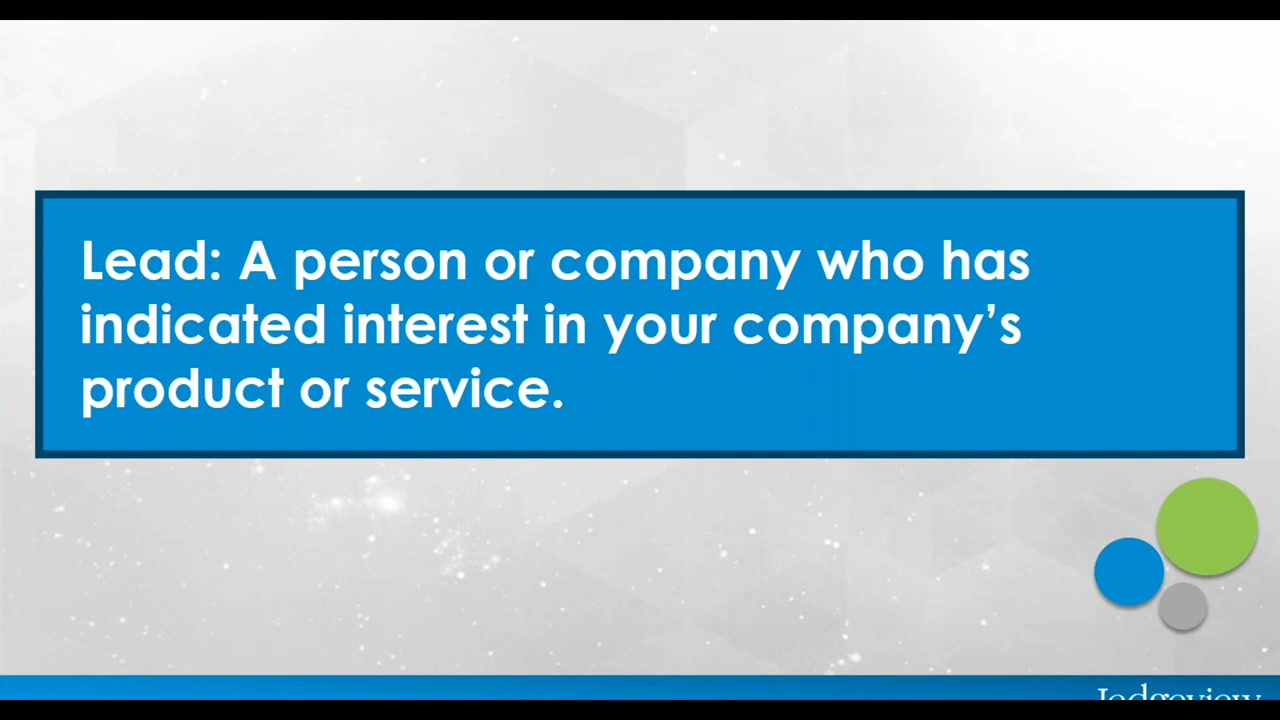 Lead: A person or company who has
indicated interest in your company’s
product or service.